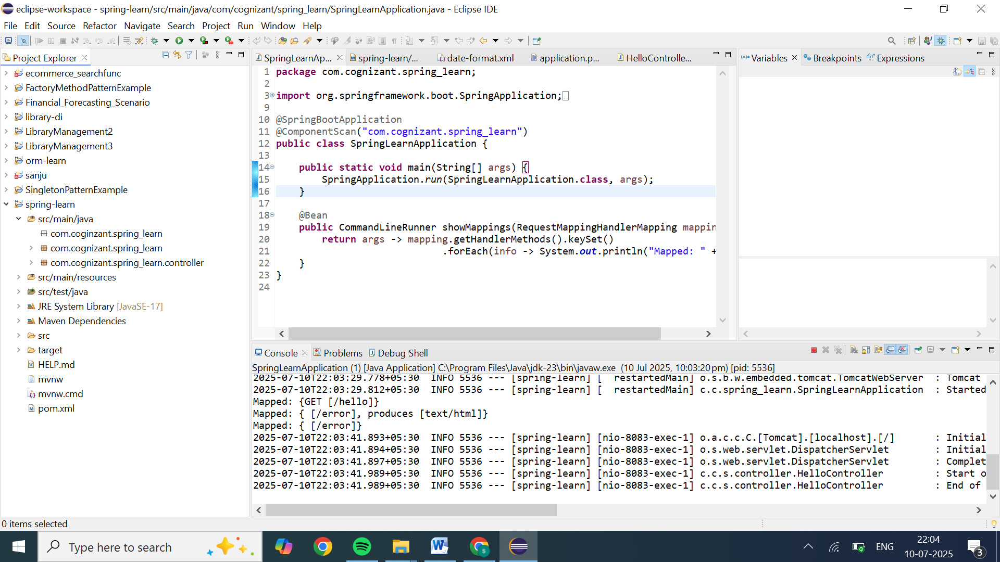 eclipse-workspace - spring-learn/src/main/java/com/cognizant/spring_learn/SpringLearnApplication.java - Eclipse IDE
File Edit Source Refactor Navigate Search Project Run Window Help
Project Explorer
ecommerce_searchfunc
FactoryMethodPatternExample
Financial_Forecasting_Scenario
library-di
LibraryManagement2
LibraryManagement3
orm-learn
sanju
SingletonPatternExample
spring-learn
src/main/java
com.coginzant.spring_learn
com.cognizant.spring_learn
com.cognizant.spring_learn.controller
src/main/resources
src/test/java
JRE System Library [JavaSE-17]
Maven Dependencies
src
target
HELP.md
mvnw
mvnw.cmd
pom.xml
SpringLearnAp... spring-learn/... date-format.xml application.p... HelloControlle...
1 package com.cognizant.spring_learn;
2
3 import org.springframework.boot.SpringApplication;
9
10 @SpringBootApplication
11 @ComponentScan("com.cognizant.spring_learn")
12 public class SpringLearnApplication {
13
14 public static void main(String[] args) {
15 SpringApplication.run(SpringLearnApplication.class, args);
16 }
17
18 @Bean
19 public CommandLineRunner showMappings(RequestMappingHandlerMapping mappin
20 return args -> mapping.getHandlerMethods().keySet()
21 .forEach(info -> System.out.println("Mapped: " +
22 }
23 }
24
Variables Breakpoints Expressions
Console Problems Debug Shell
SpringLearnApplication (1) [Java Application] C:\Program Files\Java\jdk-23\bin\javaw.exe (10 Jul 2025, 10:03:20 pm) [pid: 5536]
2025-07-10T22:03:29.778+05:30 INFO 5536 --- [spring-learn] [ restartedMain] o.s.b.w.embedded.tomcat.TomcatWebServer : Tomcat
2025-07-10T22:03:29.812+05:30 INFO 5536 --- [spring-learn] [ restartedMain] c.c.spring_learn.SpringLearnApplication : Started
Mapped: {GET [/hello]}
Mapped: { [/error], produces [text/html]}
Mapped: { [/error]}
2025-07-10T22:03:41.893+05:30 INFO 5536 --- [spring-learn] [nio-8083-exec-1] o.a.c.c.C.[Tomcat].[localhost].[/] : Initial
2025-07-10T22:03:41.894+05:30 INFO 5536 --- [spring-learn] [nio-8083-exec-1] o.s.web.servlet.DispatcherServlet : Initial
2025-07-10T22:03:41.897+05:30 INFO 5536 --- [spring-learn] [nio-8083-exec-1] o.s.web.servlet.DispatcherServlet : Complet
2025-07-10T22:03:41.989+05:30 INFO 5536 --- [spring-learn] [nio-8083-exec-1] c.c.s.controller.HelloController : Start o
2025-07-10T22:03:41.989+05:30 INFO 5536 --- [spring-learn] [nio-8083-exec-1] c.c.s.controller.HelloController : End of
0 items selected
Type here to search
ENG
22:04
10-07-2025
3